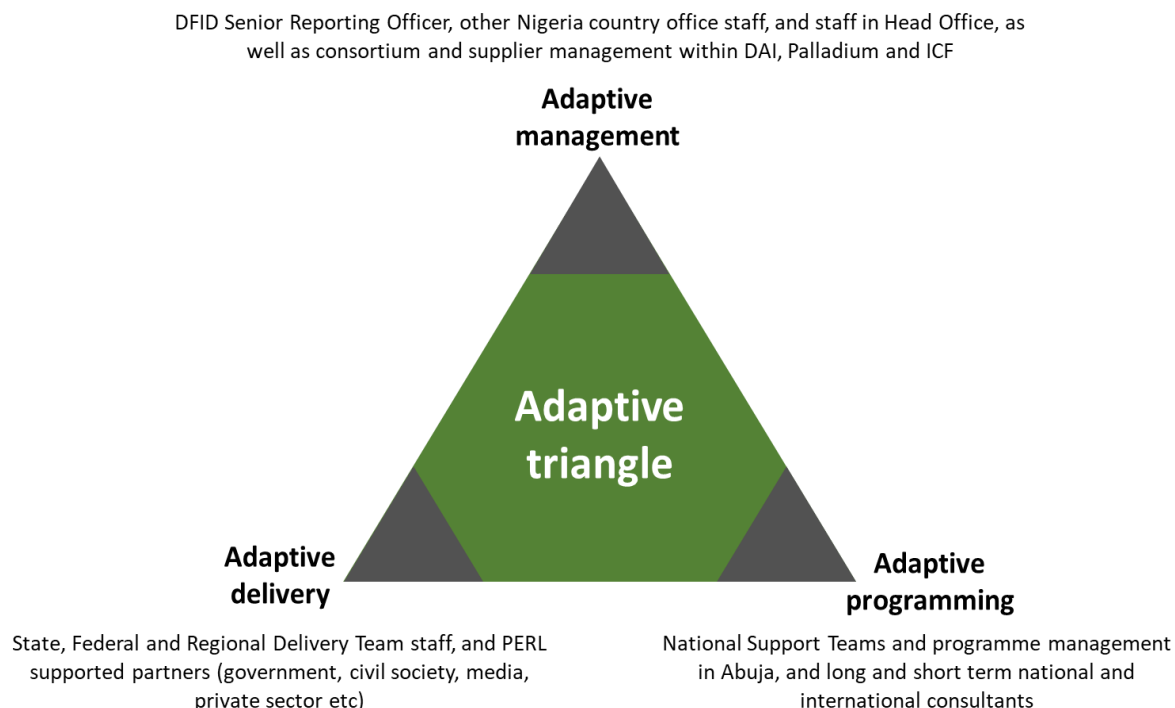 DFID Senior Reporting Officer, other Nigeria country office staff, and staff in Head Office, as
well as consortium and supplier management within DAI, Palladium and ICF
Adaptive
management
Adaptive
triangle
Adaptive
delivery
State, Federal and Regional Delivery Team staff, and PERL
supported partners (government, civil society, media,
private sector etc)
Adaptive
programming
National Support Teams and programme management
in Abuja, and long and short term national and
international consultants